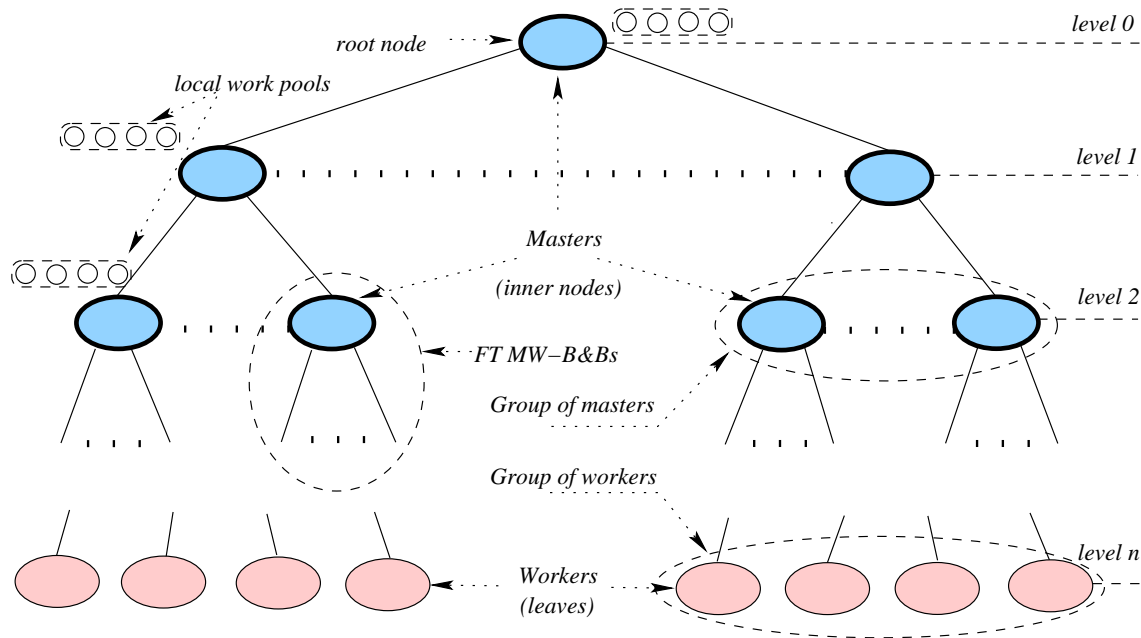 level 0
root node
local work pools
level 1
Masters
(inner nodes)
level 2
FT MW−B&Bs
Group of masters
Group of workers
level n
Workers
(leaves)